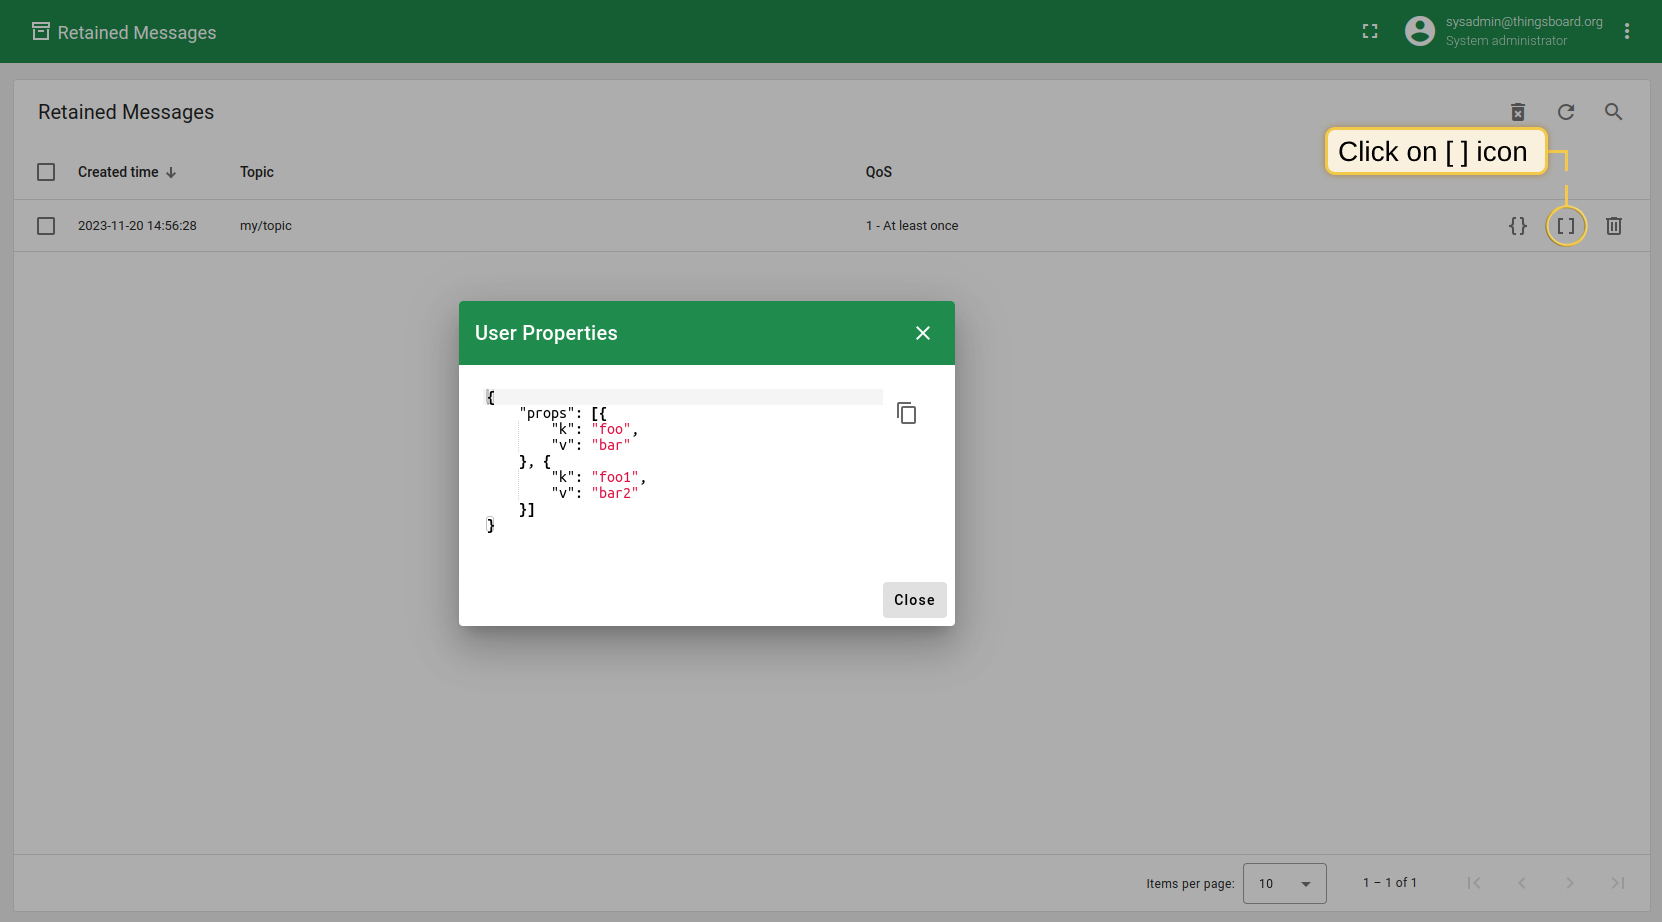 Retained Messages
sysadmin@thingsboard.org
System administrator
Retained Messages
Click on [ ] icon
Created time
Topic
QoS
2023-11-20 14:56:28
my/topic
1 - At least once
{}
[ ]
User Properties
{
"props": [{
"k": "foo",
"v": "bar"
}, {
"k": "foo1",
"v": "bar2"
}]
}
Close
Items per page:
10
1 – 1 of 1